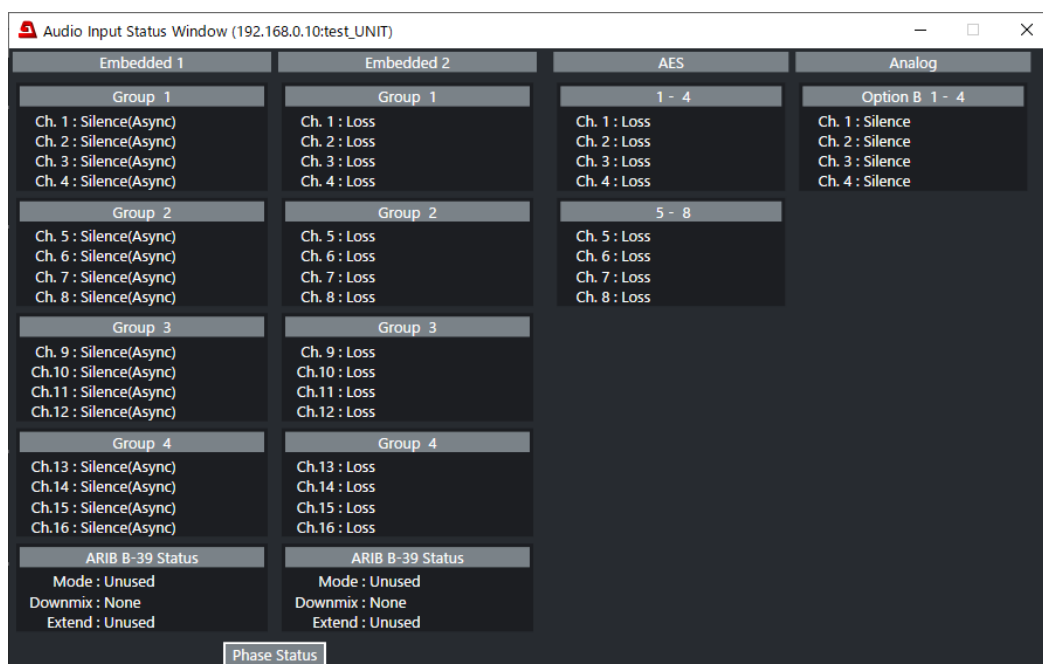 Audio Input Status Window (192.168.0.10:test_UNIT)
Embedded 1
Group 1
Ch. 1 : Silence(Async)
Ch. 2 : Silence(Async)
Ch. 3 : Silence(Async)
Ch. 4 : Silence(Async)
Group 2
Ch. 5 : Silence(Async)
Ch. 6 : Silence(Async)
Ch. 7 : Silence(Async)
Ch. 8 : Silence(Async)
Group 3
Ch. 9 : Silence(Async)
Ch.10 : Silence(Async)
Ch.11 : Silence(Async)
Ch.12 : Silence(Async)
Group 4
Ch.13 : Silence(Async)
Ch.14 : Silence(Async)
Ch.15 : Silence(Async)
Ch.16 : Silence(Async)
ARIB B-39 Status
Mode : Unused
Downmix : None
Extend : Unused
Embedded 2
Group 1
Ch. 1 : Loss
Ch. 2 : Loss
Ch. 3 : Loss
Ch. 4 : Loss
Group 2
Ch. 5 : Loss
Ch. 6 : Loss
Ch. 7 : Loss
Ch. 8 : Loss
Group 3
Ch. 9 : Loss
Ch.10 : Loss
Ch.11 : Loss
Ch.12 : Loss
Group 4
Ch.13 : Loss
Ch.14 : Loss
Ch.15 : Loss
Ch.16 : Loss
ARIB B-39 Status
Mode : Unused
Downmix : None
Extend : Unused
AES
1 - 4
Ch. 1 : Loss
Ch. 2 : Loss
Ch. 3 : Loss
Ch. 4 : Loss
5 - 8
Ch. 5 : Loss
Ch. 6 : Loss
Ch. 7 : Loss
Ch. 8 : Loss
Analog
Option B 1 - 4
Ch. 1 : Silence
Ch. 2 : Silence
Ch. 3 : Silence
Ch. 4 : Silence
Phase Status